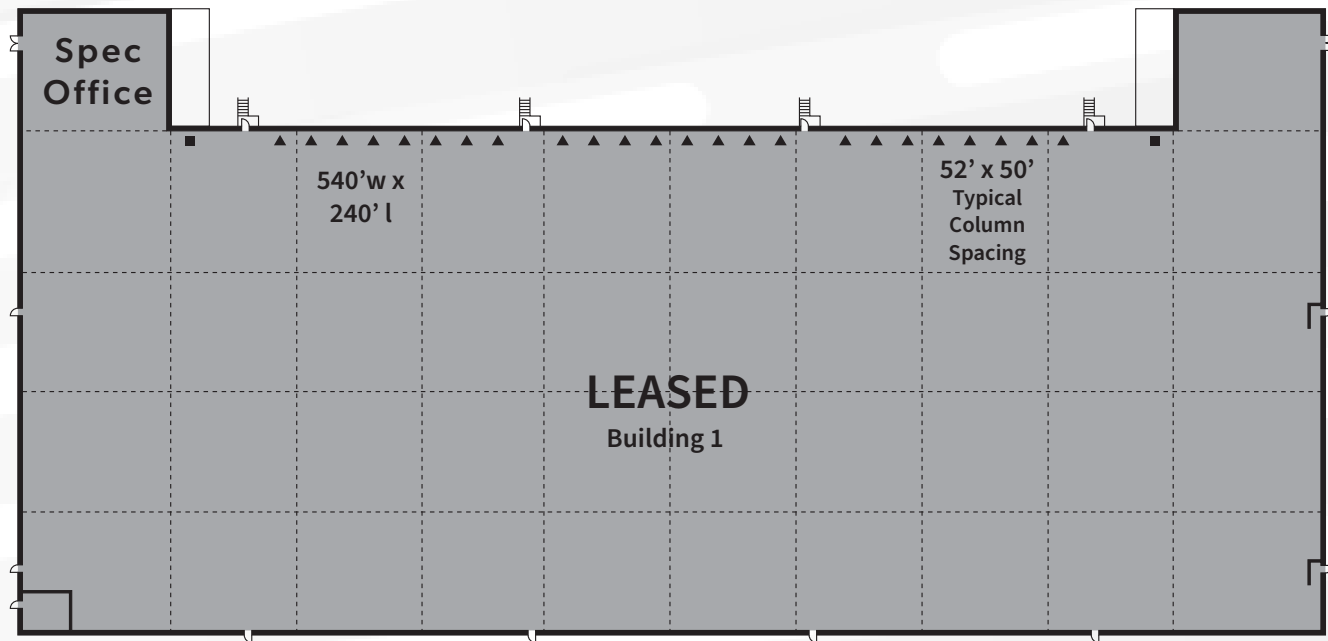 Spec
Office
540’w x
240’ l
52’ x 50’
Typical
Column
Spacing
LEASED
Building 1